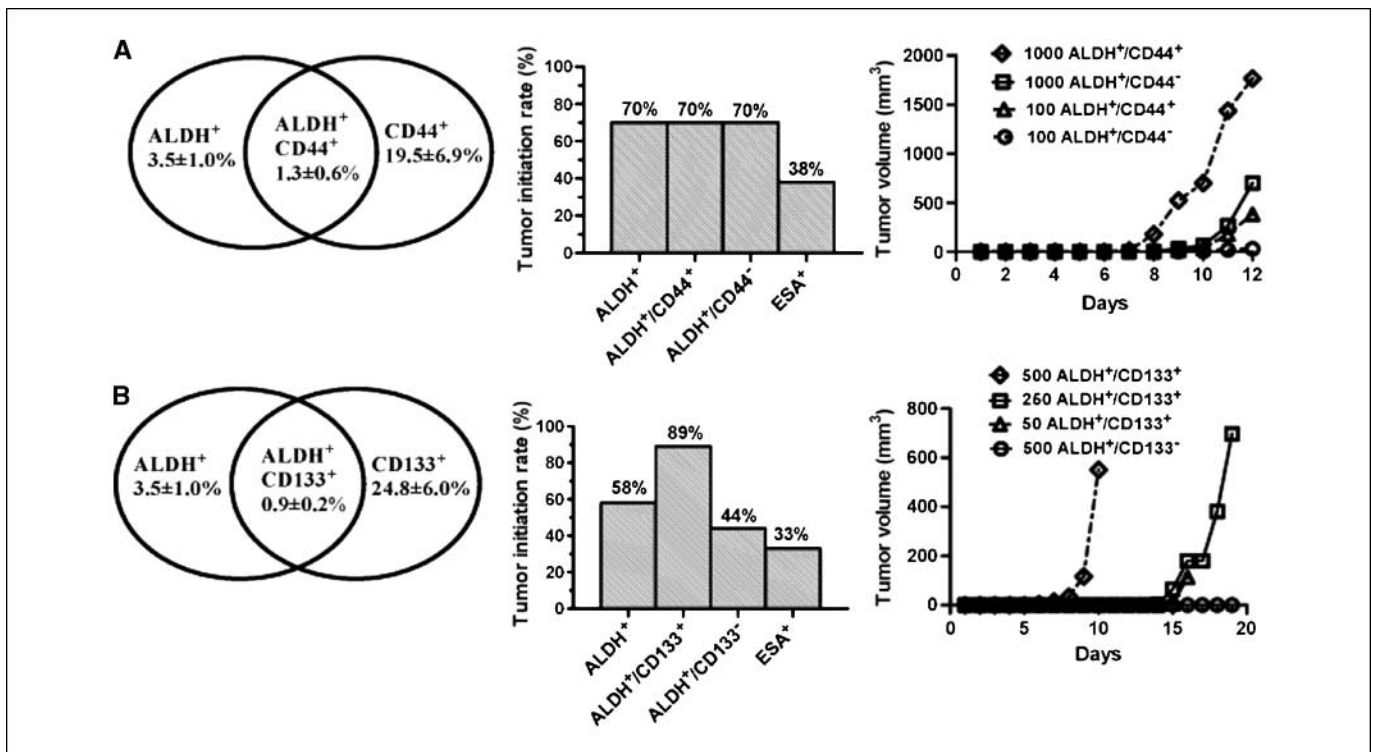 A
ALDH⁺
3.5±1.0%
ALDH⁺
CD44⁺
1.3±0.6%
CD44⁺
19.5±6.9%
Tumor initiation rate (%)
100
80
60
40
20
0
70%
70%
70%
38%
ALDH⁺
ALDH⁺/CD44⁺
ALDH⁺/CD44⁻
ESA⁺
1000 ALDH⁺/CD44⁺
1000 ALDH⁺/CD44⁻
100 ALDH⁺/CD44⁺
100 ALDH⁺/CD44⁻
Tumor volume (mm³)
2000
1500
1000
500
0
0 2 4 6 8 10 12
Days
B
ALDH⁺
3.5±1.0%
ALDH⁺
CD133⁺
0.9±0.2%
CD133⁺
24.8±6.0%
Tumor initiation rate (%)
100
80
60
40
20
0
58%
89%
44%
33%
ALDH⁺
ALDH⁺/CD133⁺
ALDH⁺/CD133⁻
ESA⁺
500 ALDH⁺/CD133⁺
250 ALDH⁺/CD133⁺
50 ALDH⁺/CD133⁺
500 ALDH⁺/CD133⁻
Tumor volume (mm³)
800
600
400
200
0
0 5 10 15 20
Days